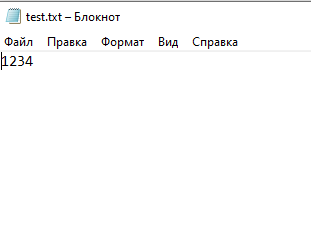 test.txt – Блокнот
Файл Правка Формат Вид Справка
1234